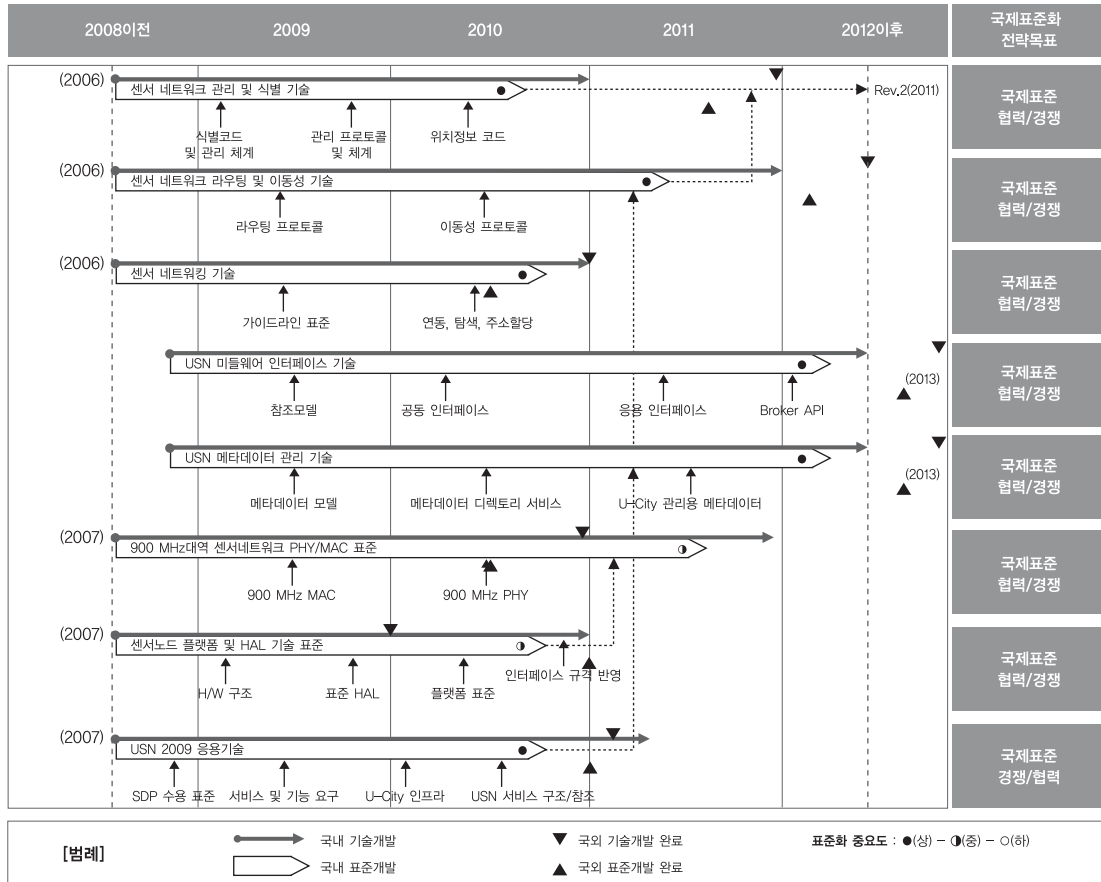 2008이전 2009 2010 2011 2012이후
국제표준화
전략목표
(2006)
센서 네트워크 관리 및 식별 기술
Rev.2(2011)
식별코드
및 관리 체계
관리 프로토콜
및 체계
위치정보 코드
국제표준
협력/경쟁
(2006)
센서 네트워크 라우팅 및 이동성 기술
라우팅 프로토콜
이동성 프로토콜
국제표준
협력/경쟁
(2006)
센서 네트워킹 기술
가이드라인 표준
연동, 탐색, 주소할당
국제표준
협력/경쟁
USN 미들웨어 인터페이스 기술
(2013)
참조모델
공통 인터페이스
응용 인터페이스
Broker API
국제표준
협력/경쟁
USN 메타데이터 관리 기술
(2013)
메타데이터 모델
메타데이터 디렉토리 서비스
U-City 관리용 메타데이터
국제표준
협력/경쟁
(2007)
900 MHz대역 센서네트워크 PHY/MAC 표준
900 MHz MAC
900 MHz PHY
국제표준
협력/경쟁
(2007)
센서노드 플랫폼 및 HAL 기술 표준
H/W 구조
표준 HAL
플랫폼 표준
인터페이스 규격 반영
국제표준
협력/경쟁
(2007)
USN 2009 응용기술
SDP 수용 표준
서비스 및 기능 요구
U-City 인프라
USN 서비스 구조/참조
국제표준
경쟁/협력
[범례]
국내 기술개발
국내 표준개발
▼ 국외 기술개발 완료
▲ 국외 표준개발 완료
표준화 중요도 : ●(상) - ◑(중) - ○(하)